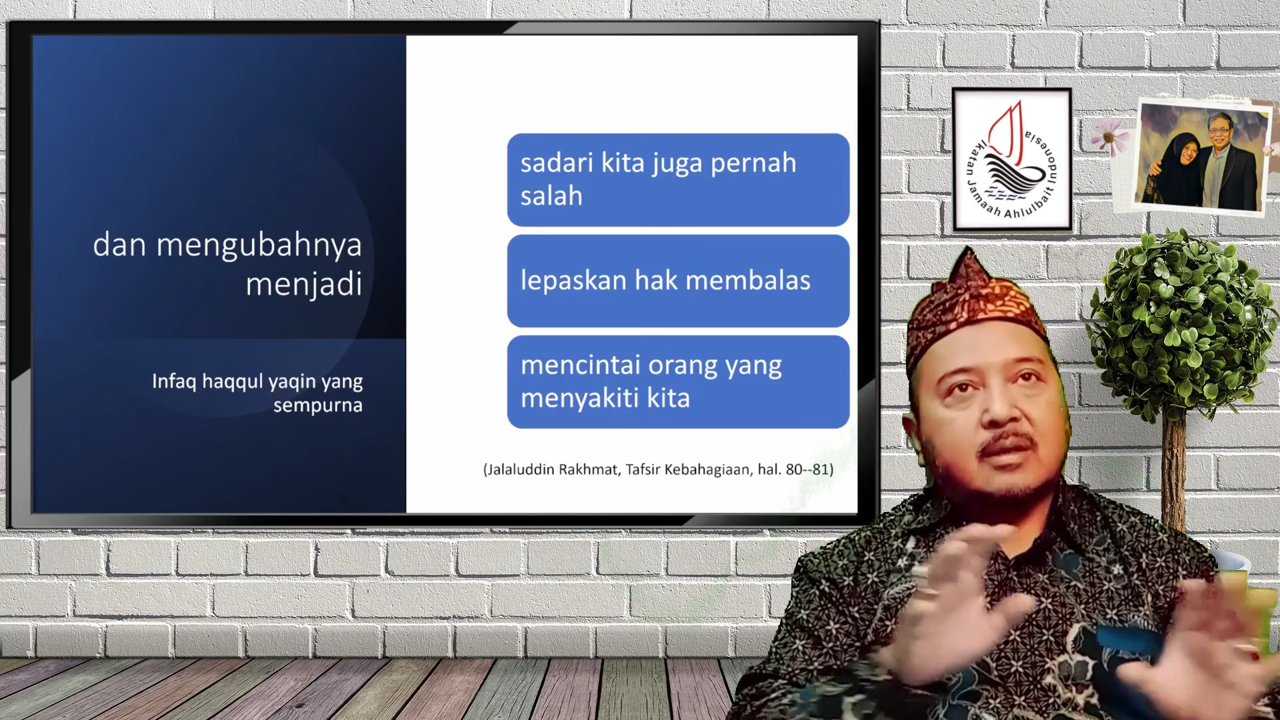 dan mengubahnya
menjadi
Infaq haqqul yaqin yang
sempurna
sadari kita juga pernah
salah
lepaskan hak membalas
mencintai orang yang
menyakiti kita
(Jalaluddin Rakhmat, Tafsir Kebahagiaan, hal. 80--81)
Ikatan Jamaah Ahlulbait Indonesia